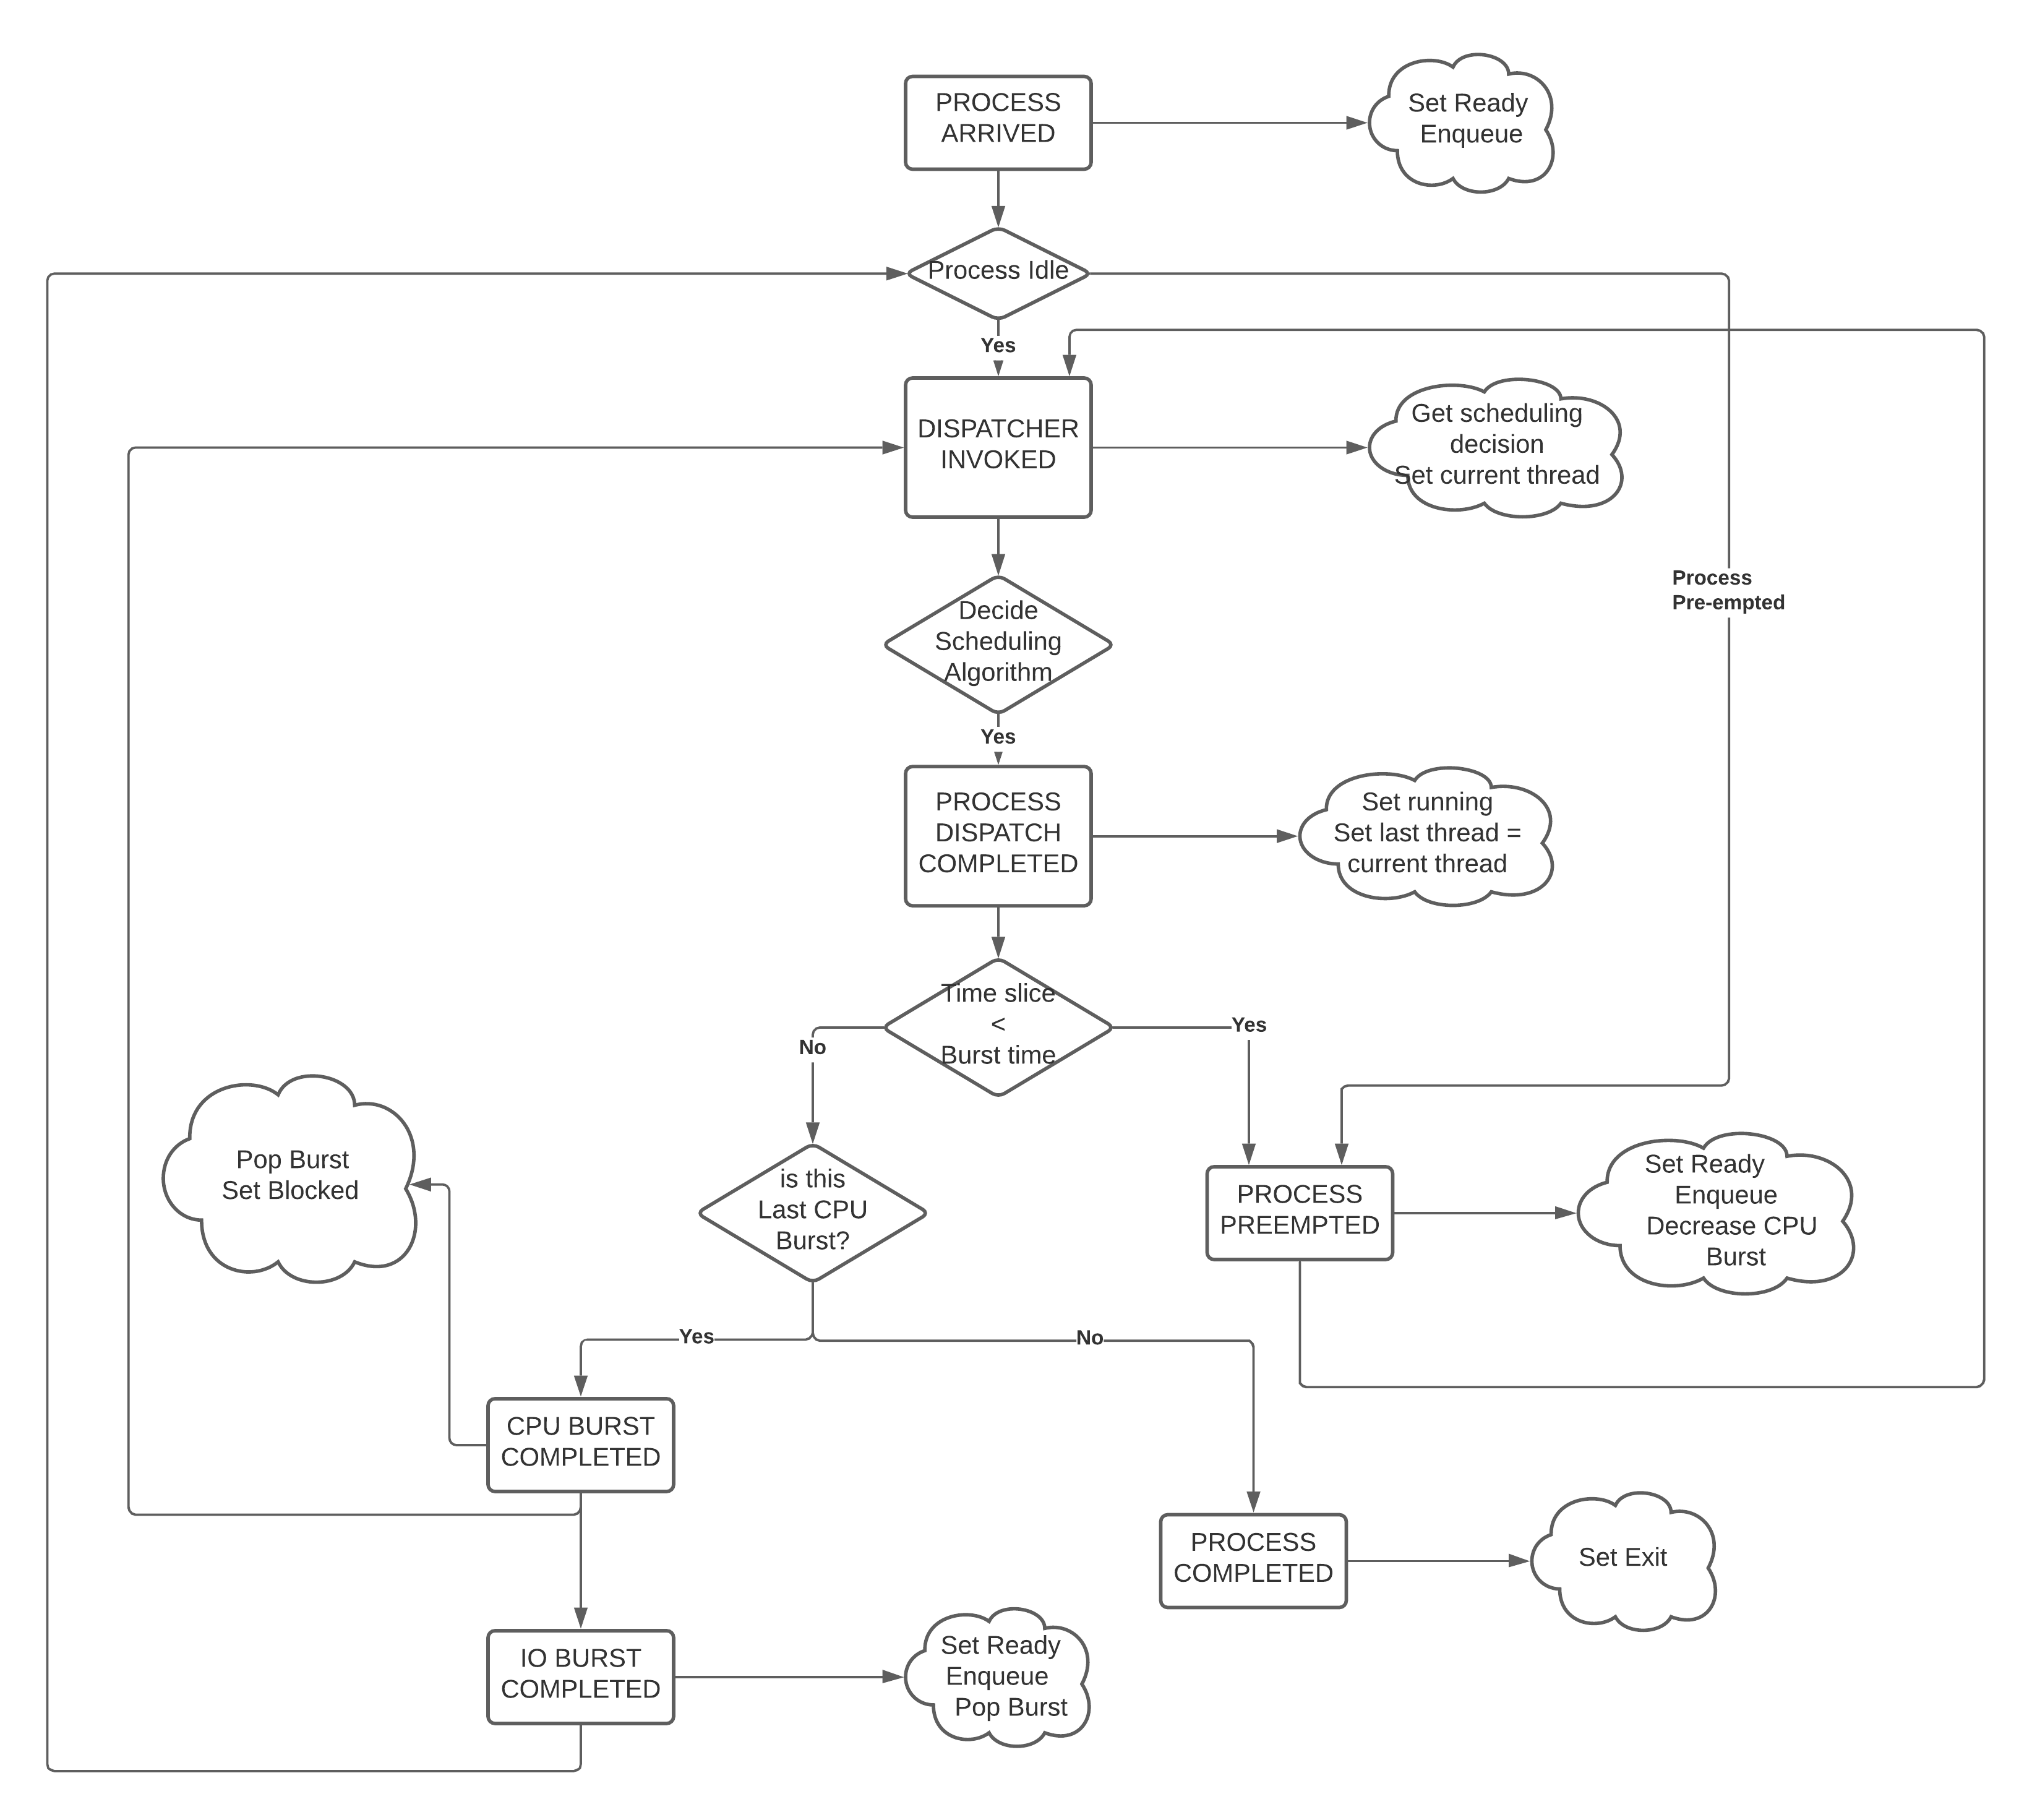 PROCESS
ARRIVED
Set Ready
Enqueue
Process Idle
Yes
DISPATCHER
INVOKED
Get scheduling
decision
Set current thread
Process
Pre-empted
Decide
Scheduling
Algorithm
Yes
PROCESS
DISPATCH
COMPLETED
Set running
Set last thread =
current thread
Time slice
<
Burst time
No
Yes
Pop Burst
Set Blocked
is this
Last CPU
Burst?
PROCESS
PREEMPTED
Set Ready
Enqueue
Decrease CPU
Burst
Yes
No
CPU BURST
COMPLETED
PROCESS
COMPLETED
Set Exit
IO BURST
COMPLETED
Set Ready
Enqueue
Pop Burst